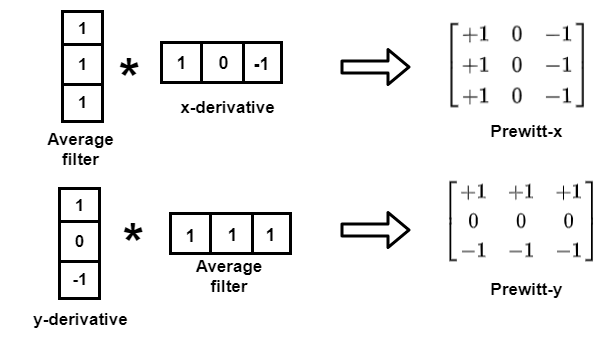 1
1
1
*
1 0 -1
+1 0 -1
+1 0 -1
+1 0 -1
Average
filter
x-derivative
Prewitt-x
1
0
-1
*
1 1 1
+1 +1 +1
0 0 0
-1 -1 -1
Average
filter
y-derivative
Prewitt-y